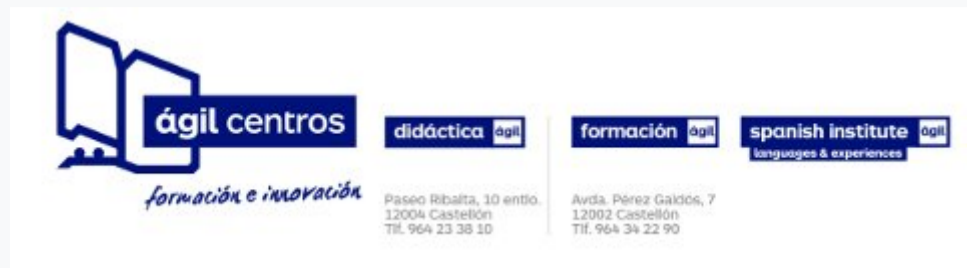 ágil centros
formación e innovación
didáctica ágil
Paseo Ribalta, 10 entlo.
12004 Castellón
Tlf. 964 23 38 10
formación ágil
Avda. Pérez Galdós, 7
12002 Castellón
Tlf. 964 34 22 90
spanish institute ágil
languages & experiences